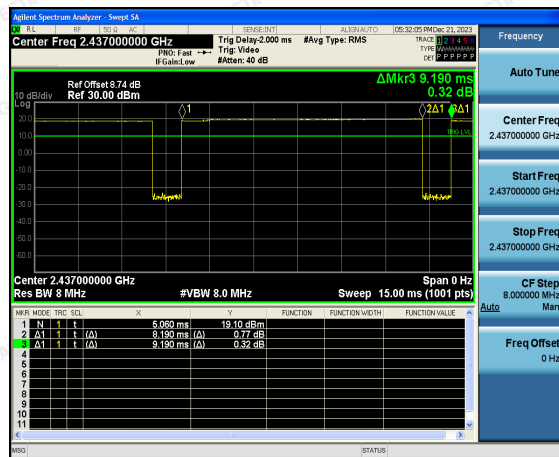 Agilent Spectrum Analyzer - Swept SA
RL RF 50 Ω AC SENSE:INT ALIGN AUTO 05:32:05 PM Dec 21, 2023
Center Freq 2.437000000 GHz
PNO: Fast
IFGain:Low
Trig Delay-2.000 ms
Trig: Video
#Atten: 40 dB
#Avg Type: RMS
TRACE 1 2 3 4 5 6
TYPE WWWWWW
DET P P P P P P
Frequency
Auto Tune
Center Freq
2.437000000 GHz
Start Freq
2.437000000 GHz
Stop Freq
2.437000000 GHz
CF Step
8.000000 MHz
Auto Man
Freq Offset
0 Hz
ΔMkr3 9.190 ms
0.32 dB
Ref Offset 8.74 dB
10 dB/div Ref 30.00 dBm
Log
1
2Δ1
3Δ1
TRIG LVL
20.0
10.0
0.00
-10.0
-20.0
-30.0
-40.0
-50.0
-60.0
Center 2.437000000 GHz Span 0 Hz
Res BW 8 MHz #VBW 8.0 MHz Sweep 15.00 ms (1001 pts)
MKR MODE TRC SCL X Y FUNCTION FUNCTION WIDTH FUNCTION VALUE
1 N 1 t 5.060 ms 19.10 dBm
2 Δ1 1 t (Δ) 8.190 ms (Δ) 0.77 dB
3 Δ1 1 t (Δ) 9.190 ms (Δ) 0.32 dB
4
5
6
7
8
9
10
11
MSG STATUS